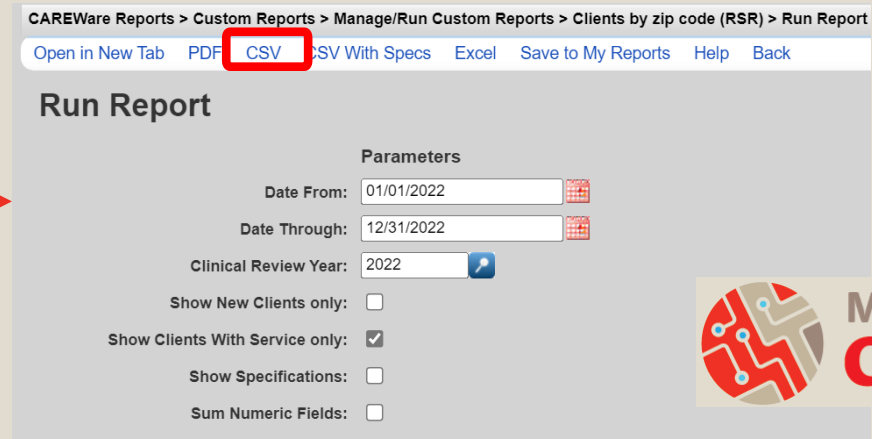 CAREWare Reports > Custom Reports > Manage/Run Custom Reports > Clients by zip code (RSR) > Run Report
Open in New Tab PDF CSV CSV With Specs Excel Save to My Reports Help Back
Run Report
Parameters
Date From: 01/01/2022
Date Through: 12/31/2022
Clinical Review Year: 2022
Show New Clients only:
Show Clients With Service only:
Show Specifications:
Sum Numeric Fields: